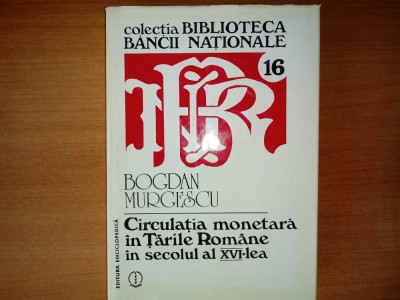 colecția BIBLIOTECA
BĂNCII NAȚIONALE
16
BNR
BOGDAN
MURGESCU
Circulația monetară
în Țările Române
în secolul al XVI-lea
EDITURA ENCICLOPEDICĂ